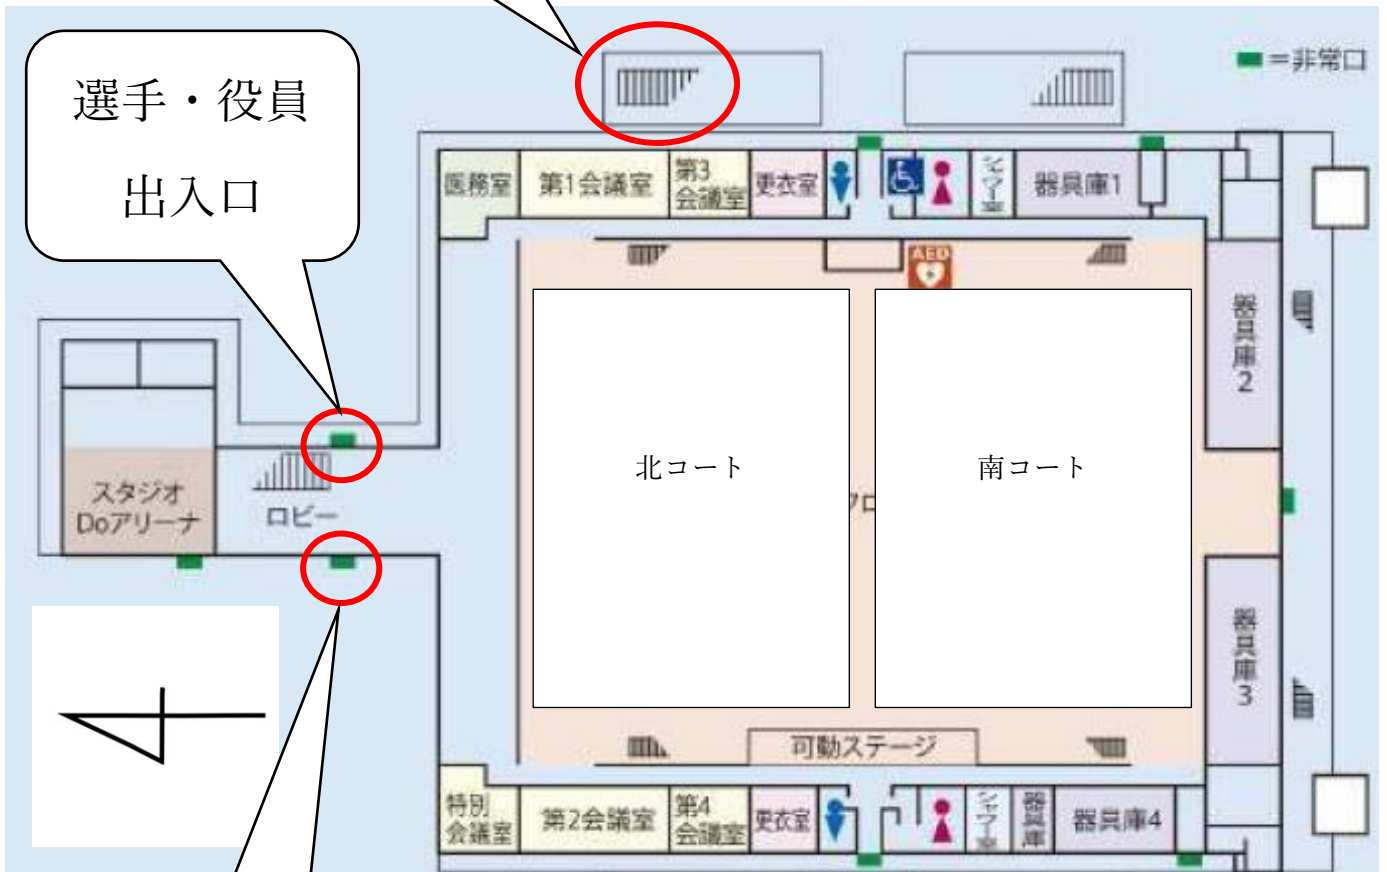 選手・役員
出入口
=非常口
医務室
第1会議室
第3
会議室
更衣室
シャワー室
器具庫1
AED
器具庫2
北コート
南コート
フロ
スタジオ
Doアリーナ
ロビー
器具庫3
可動ステージ
特別
会議室
第2会議室
第4
会議室
更衣室
シャワー室
器具庫
器具庫4